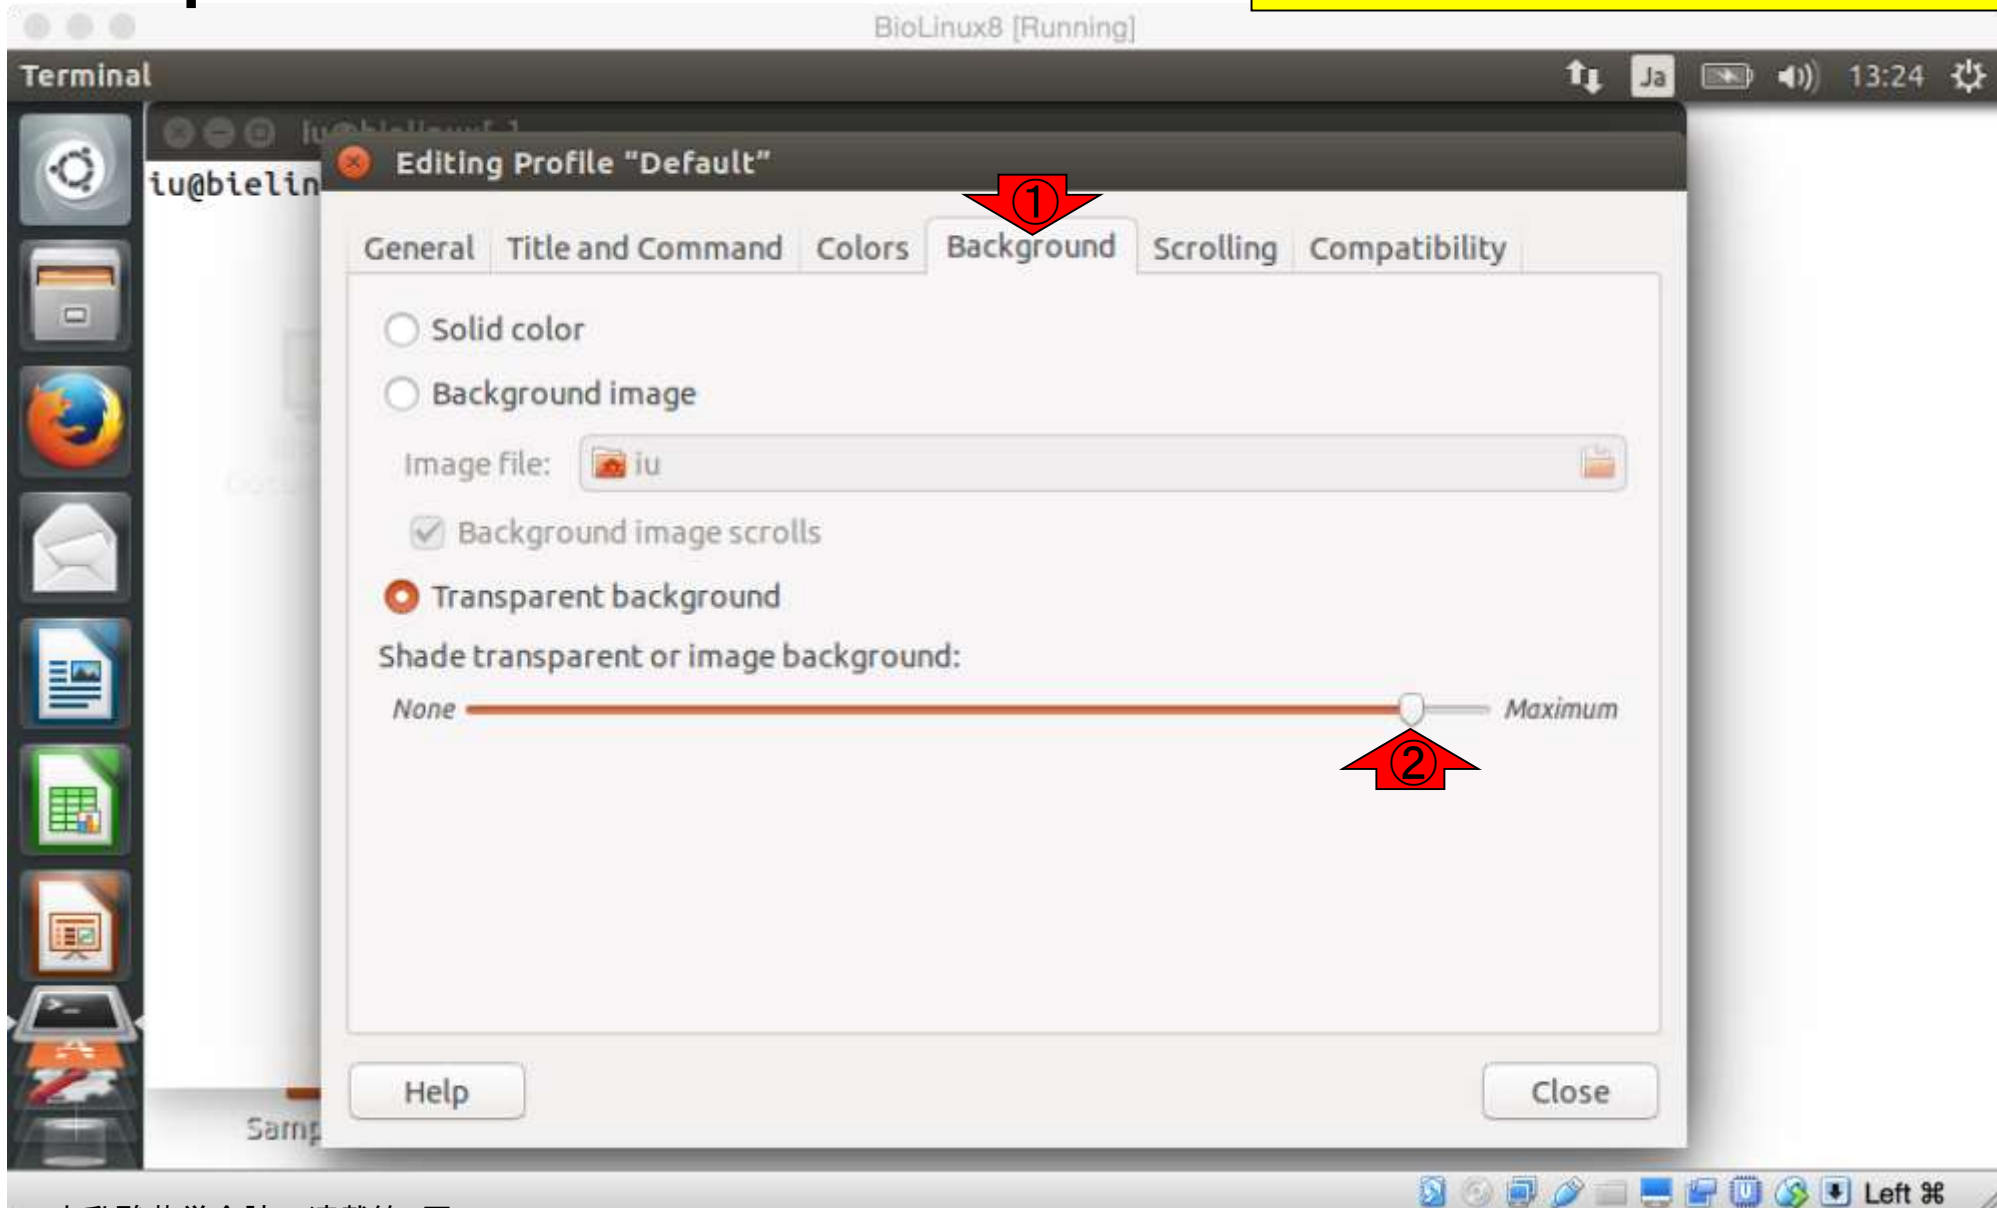 BioLinux8 [Running]
Terminal
Ja
13:24
iu@bielin
Editing Profile "Default"
①
General
Title and Command
Colors
Background
Scrolling
Compatibility
Solid color
Background image
Image file:
iu
Background image scrolls
Transparent background
Shade transparent or image background:
None
Maximum
②
Help
Close
Samp
Left ⌘